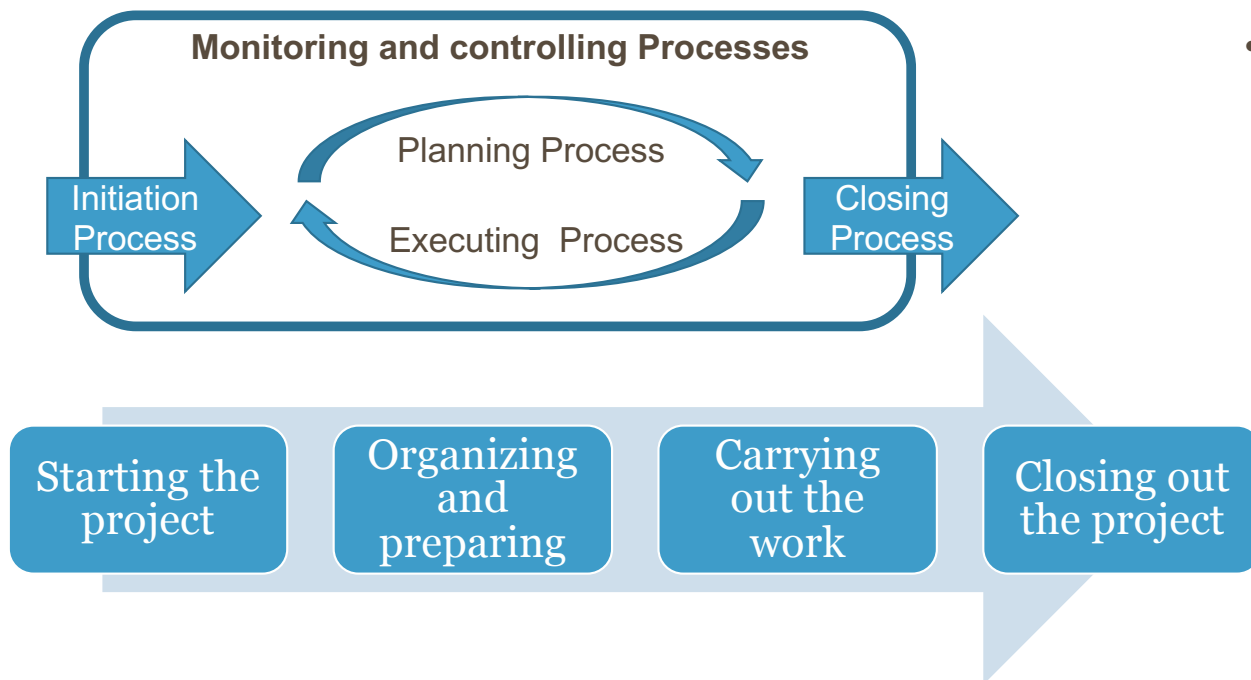 Monitoring and controlling Processes
•
Planning Process
Initiation
Process
Executing Process
Closing
Process
Starting the
project
Organizing
and
preparing
Carrying
out the
work
Closing out
the project